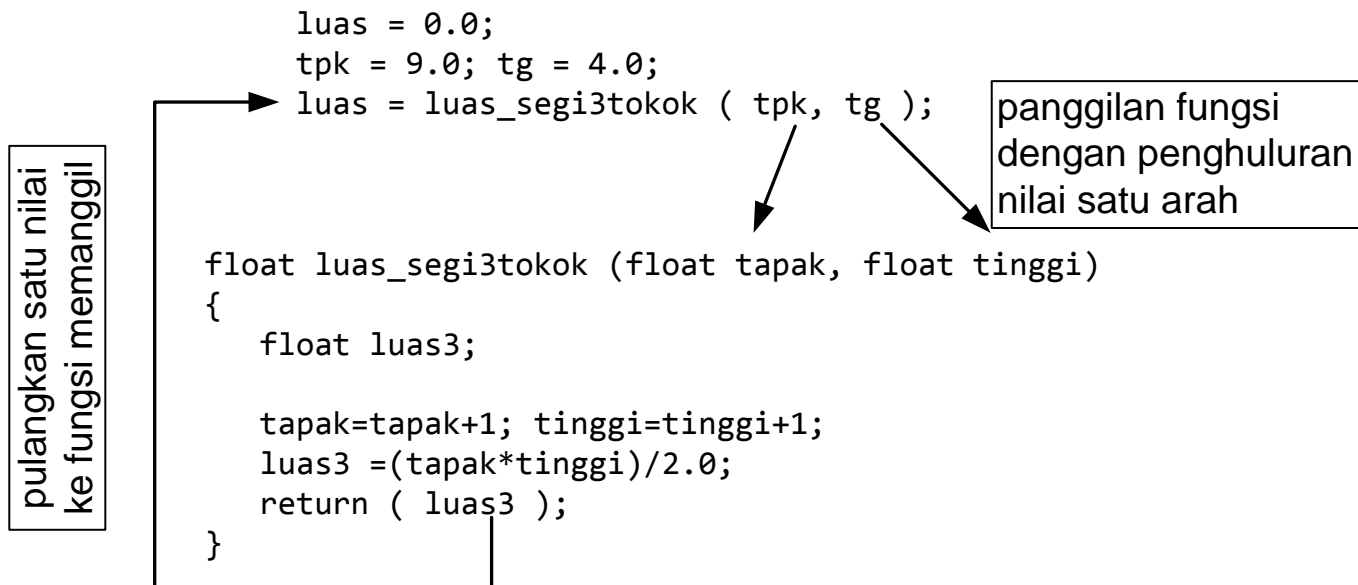 luas = 0.0;
tpk = 9.0; tg = 4.0;
luas = luas_segi3tokok ( tpk, tg );
panggilan fungsi
dengan penghuluran
nilai satu arah
pulangkan satu nilai
ke fungsi memanggil
float luas_segi3tokok (float tapak, float tinggi)
{
float luas3;
tapak=tapak+1; tinggi=tinggi+1;
luas3 =(tapak*tinggi)/2.0;
return ( luas3 );
}